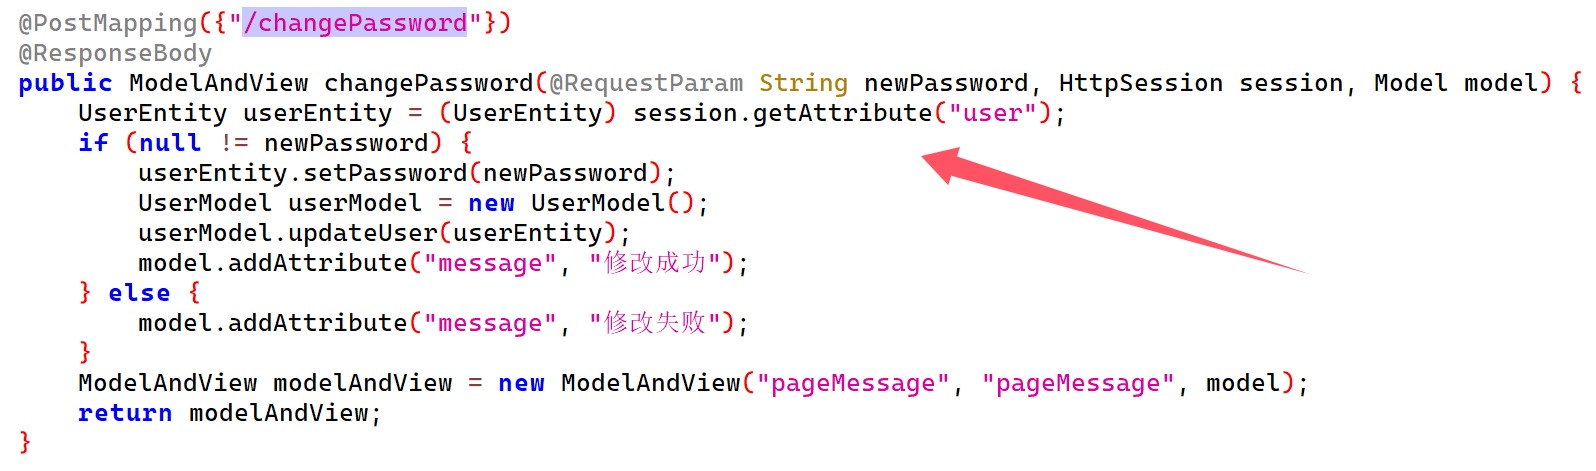 @PostMapping({"/changePassword"})
@ResponseBody
public ModelAndView changePassword(@RequestParam String newPassword, HttpSession session, Model model) {
    UserEntity userEntity = (UserEntity) session.getAttribute("user");
    if (null != newPassword) {
        userEntity.setPassword(newPassword);
        UserModel userModel = new UserModel();
        userModel.updateUser(userEntity);
        model.addAttribute("message", "修改成功");
    } else {
        model.addAttribute("message", "修改失败");
    }
    ModelAndView modelAndView = new ModelAndView("pageMessage", "pageMessage", model);
    return modelAndView;
}